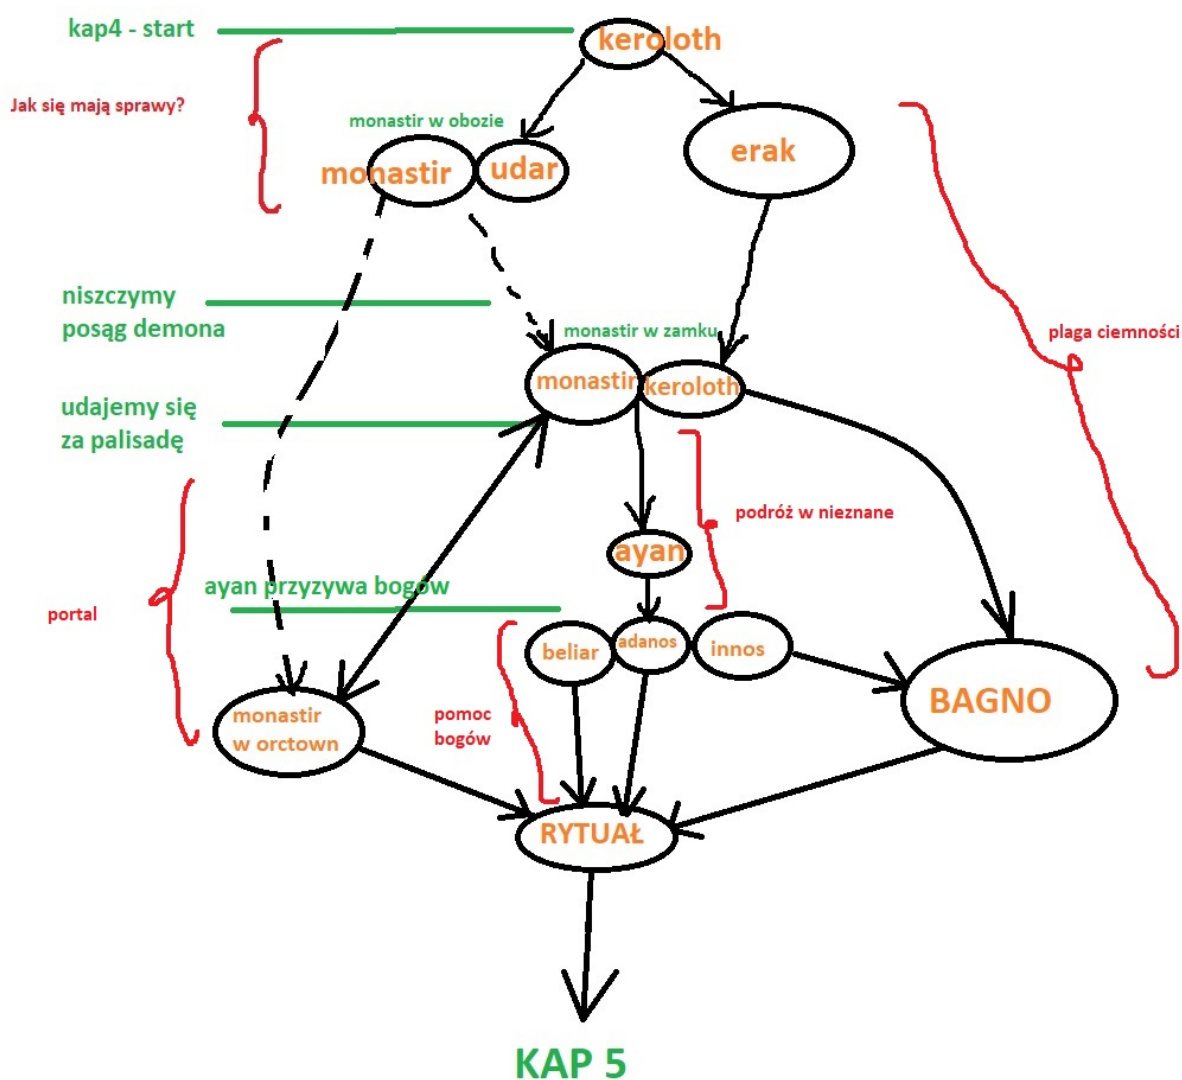 kap4 - start
keroloth
Jak się mają sprawy?
monastir w obozie
monastir
udar
erak
niszczymy
posąg demona
monastir w zamku
plaga ciemności
monastir
keroloth
udajemy się
za palisadę
podróż w nieznane
ayan
ayan przyzywa bogów
portal
beliar
adanos
innos
BAGNO
monastir
w orctown
pomoc
bogów
RYTUAŁ
KAP 5